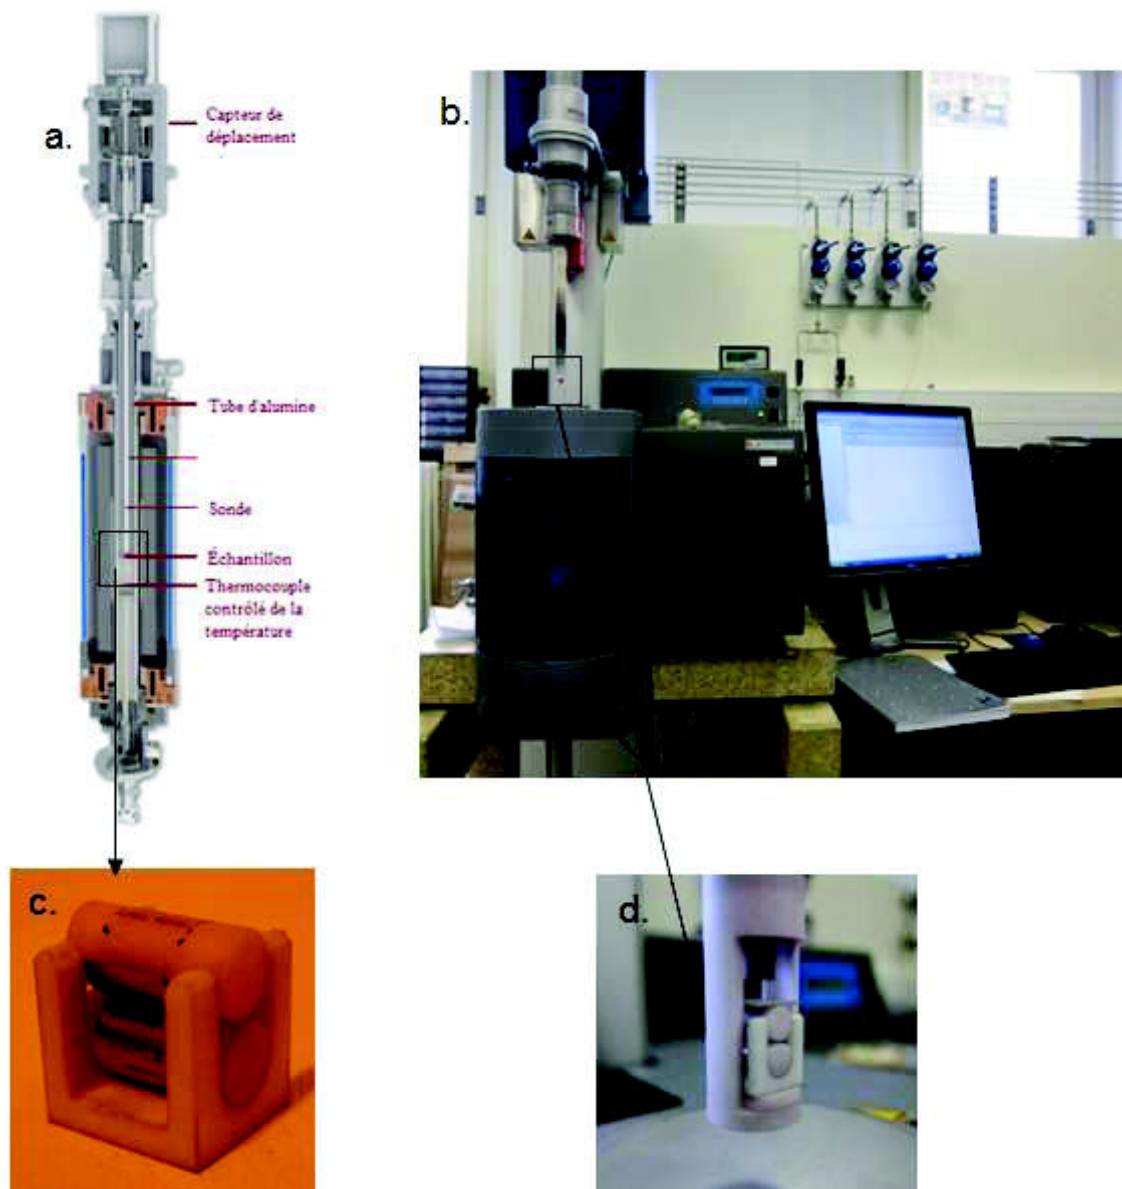 a.
Capteur de
déplacement
b.
Tube d'alumine
Sonde
Échantillon
Thermocouple
contrôlé de la
température
c.
d.